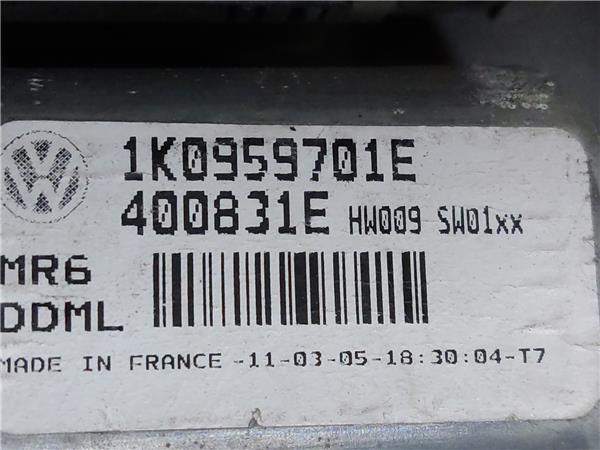 1K0959701E
400831E HW009 SW01xx
MR6
DDML
MADE IN FRANCE -11-03-05-18:30:04-T7